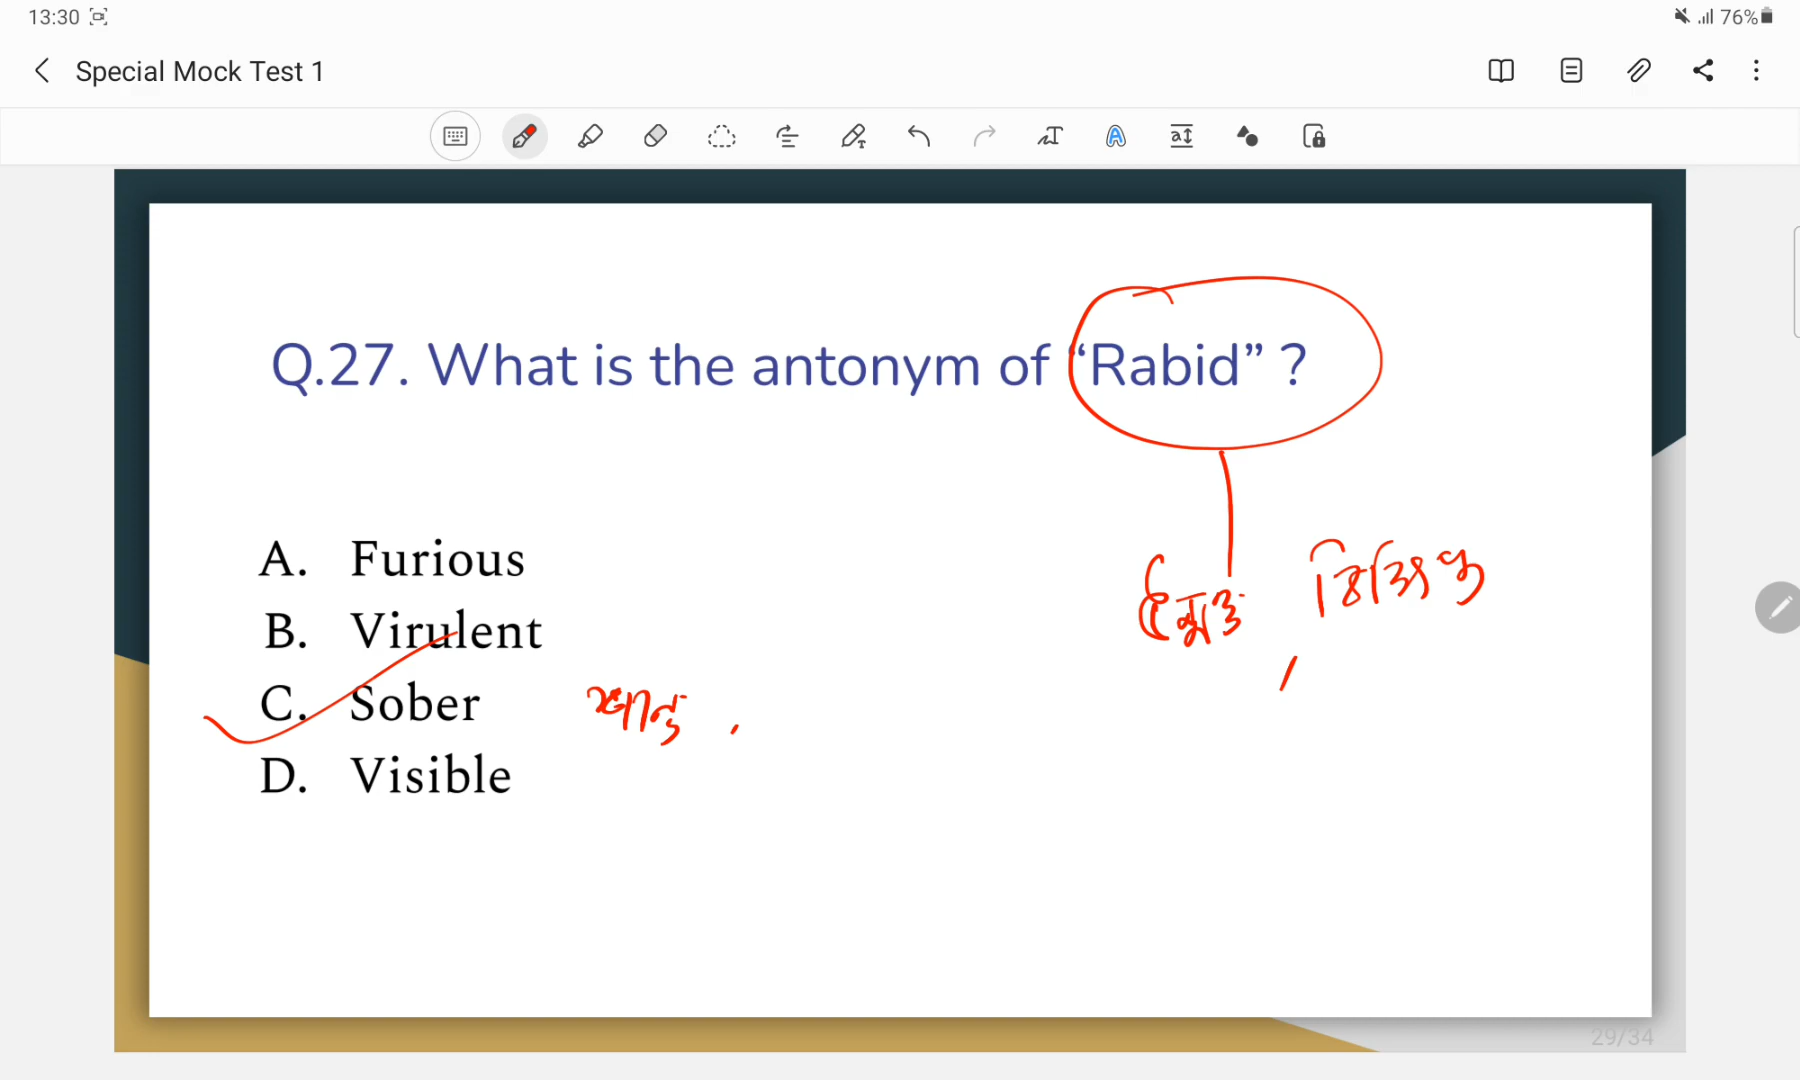 13:30
76%
Special Mock Test 1
Q.27. What is the antonym of “Rabid” ?
A. Furious
B. Virulent
C. Sober
D. Visible
29/34